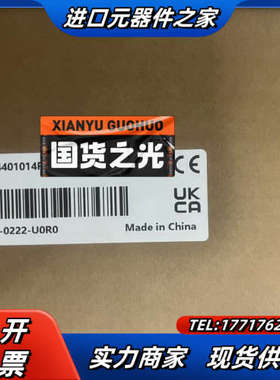 进口元器件之家
XIANYU GUOHUO
国货之光
4401014F
CE
UK
CA
-0222-U0R0
Made in China
开
票
TEL:1771762
实力商家 现货供